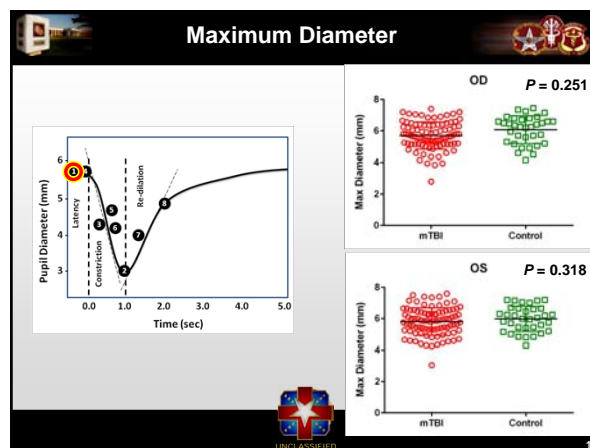 Maximum Diameter
Pupil Diameter (mm)
6
5
4
3
Latency
Constriction
Re-dilation
1
2
3
4
5
6
7
8
0.0 1.0 2.0 3.0 4.0 5.0
Time (sec)
OD
P = 0.251
Max Diameter (mm)
8
6
4
2
0
mTBI Control
OS
P = 0.318
Max Diameter (mm)
8
6
4
2
0
mTBI Control
UNCLASSIFIED